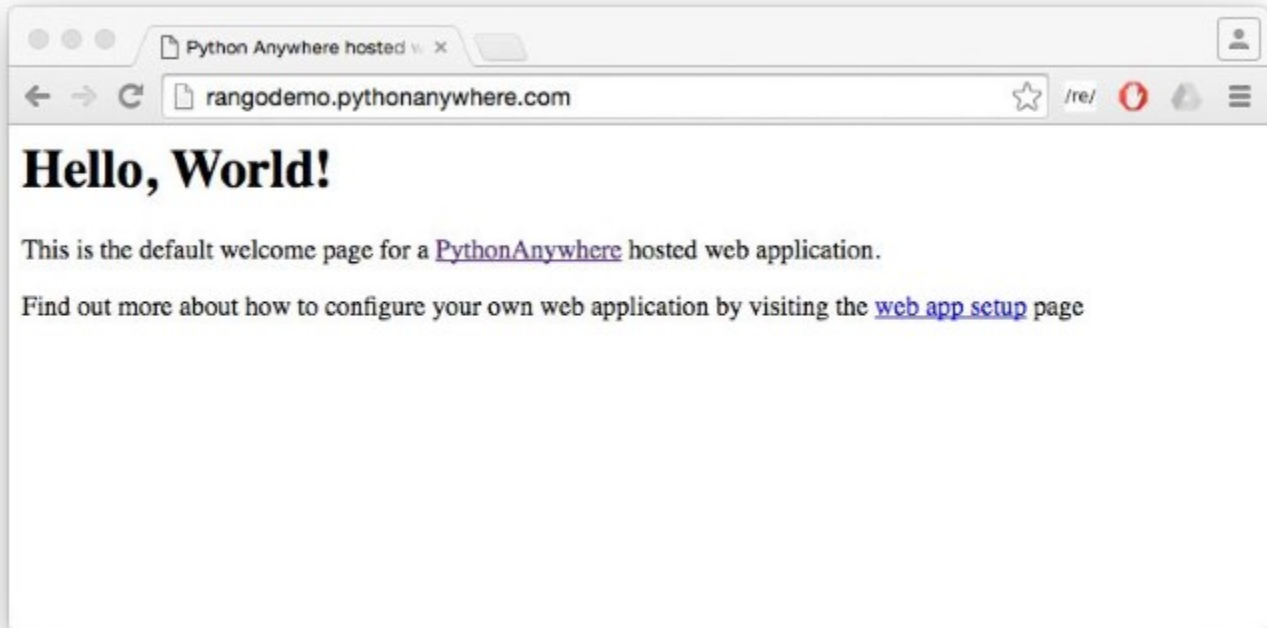 Python Anywhere hosted
rangodemo.pythonanywhere.com
/re/
Hello, World!
This is the default welcome page for a PythonAnywhere hosted web application.
Find out more about how to configure your own web application by visiting the web app setup page